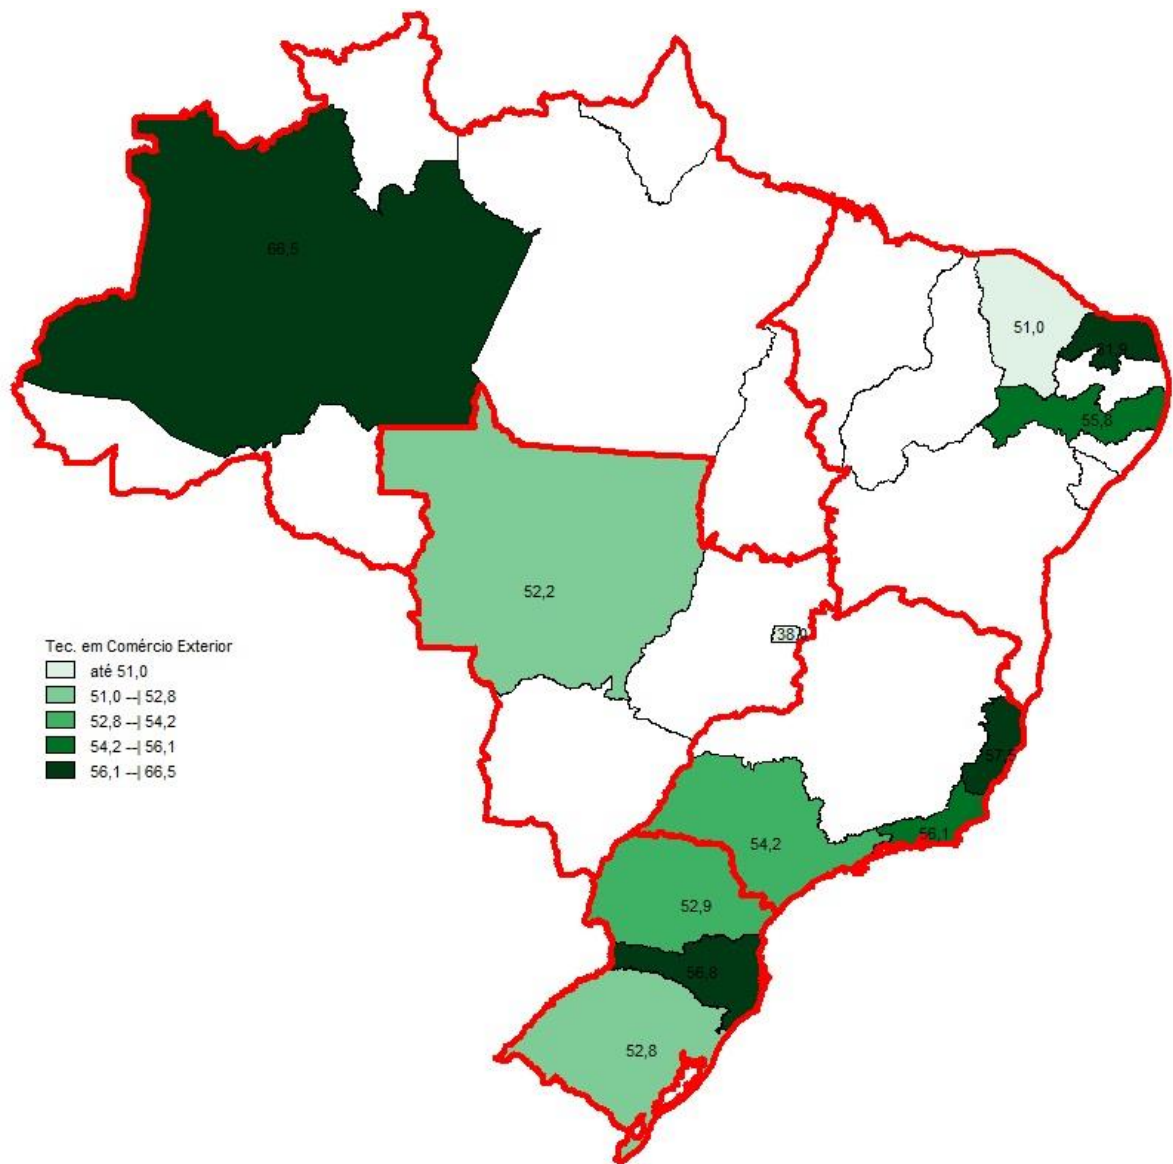 66,5
51,0
55,8
52,2
38,0
Tec. em Comércio Exterior
até 51,0
51,0 --| 52,8
52,8 --| 54,2
54,2 --| 56,1
56,1 --| 66,5
56,1
54,2
52,9
56,8
52,8